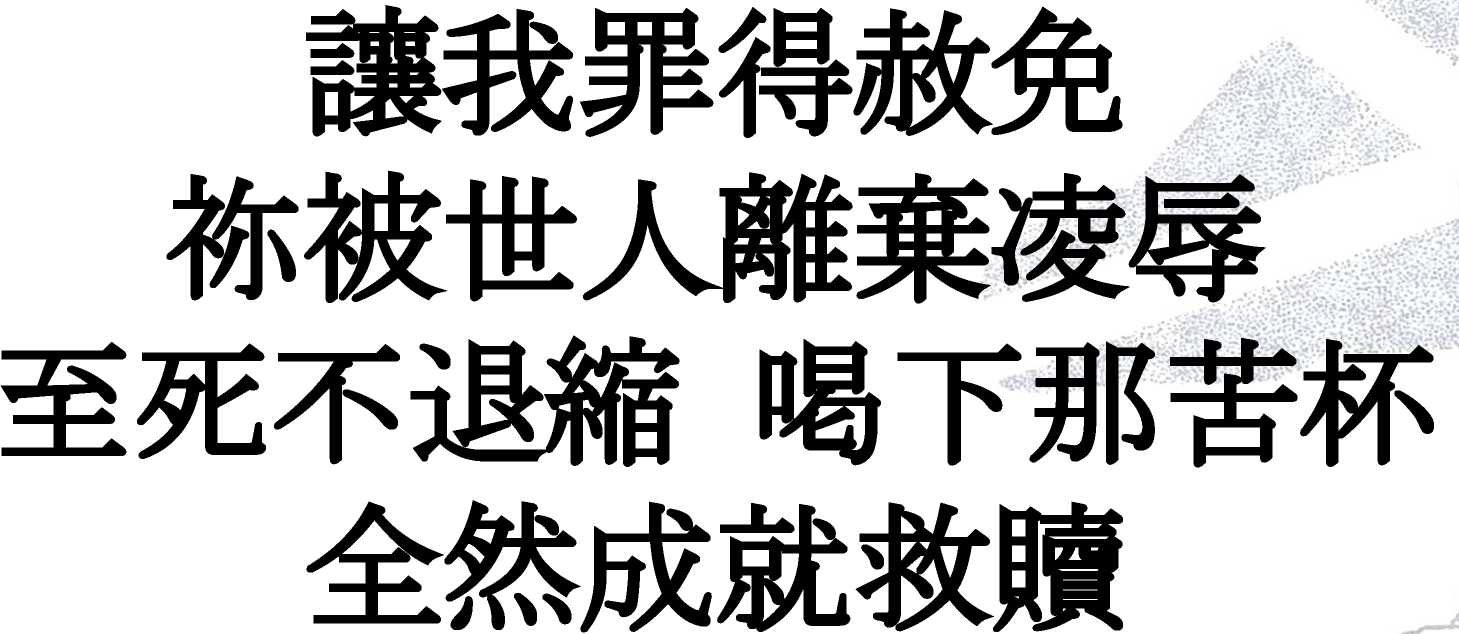 讓我罪得赦免
祢被世人離棄凌辱
至死不退縮 喝下那苦杯
全然成就救贖